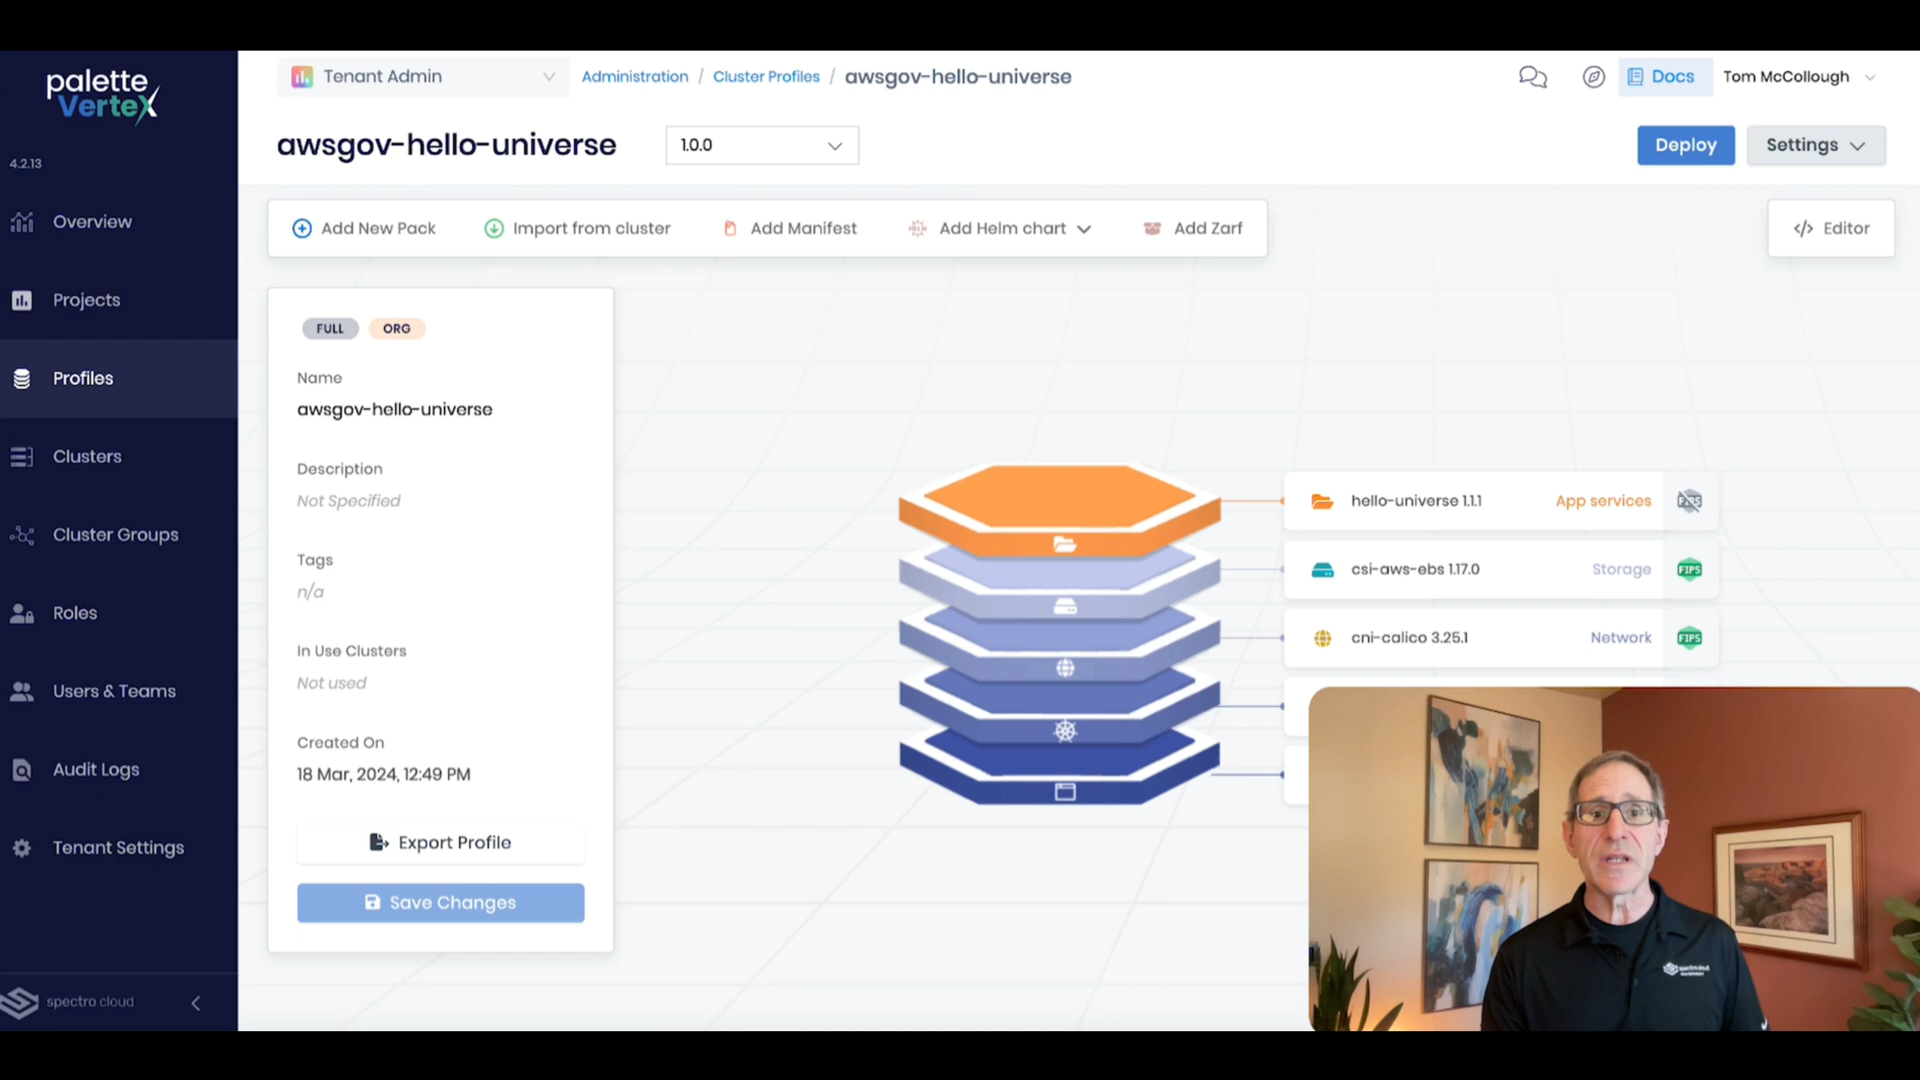 palette
VerteX
4.2.13
Overview
Projects
Profiles
Clusters
Cluster Groups
Roles
Users & Teams
Audit Logs
Tenant Settings
spectro cloud
Tenant Admin
Administration / Cluster Profiles / awsgov-hello-universe
Docs
Tom McCollough
awsgov-hello-universe
1.0.0
Deploy
Settings
Add New Pack
Import from cluster
Add Manifest
Add Helm chart
Add Zarf
</> Editor
FULL
ORG
Name
awsgov-hello-universe
Description
Not Specified
Tags
n/a
In Use Clusters
Not used
Created On
18 Mar, 2024, 12:49 PM
Export Profile
Save Changes
hello-universe 1.1.1 App services
csi-aws-ebs 1.17.0 Storage FIPS
cni-calico 3.25.1 Network FIPS
spectro cloud